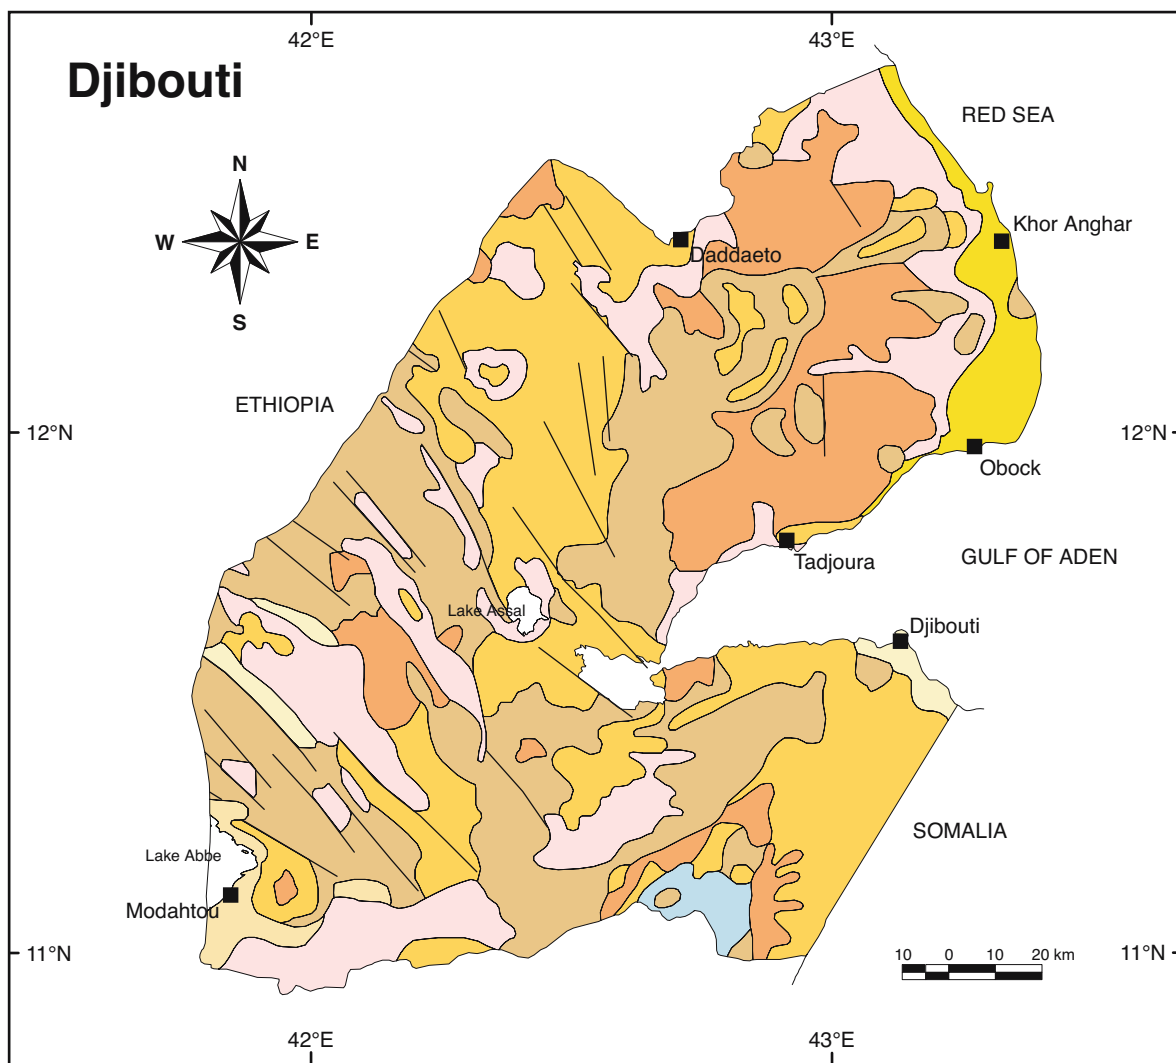 42°E
43°E
Djibouti
RED SEA
N
W
E
S
Khor Anghar
Daddaeto
ETHIOPIA
12°N
12°N
Obock
GULF OF ADEN
Tadjoura
Lake Assal
Djibouti
SOMALIA
Lake Abbe
Modahtou
11°N
11°N
10 0 10 20 km
42°E
43°E